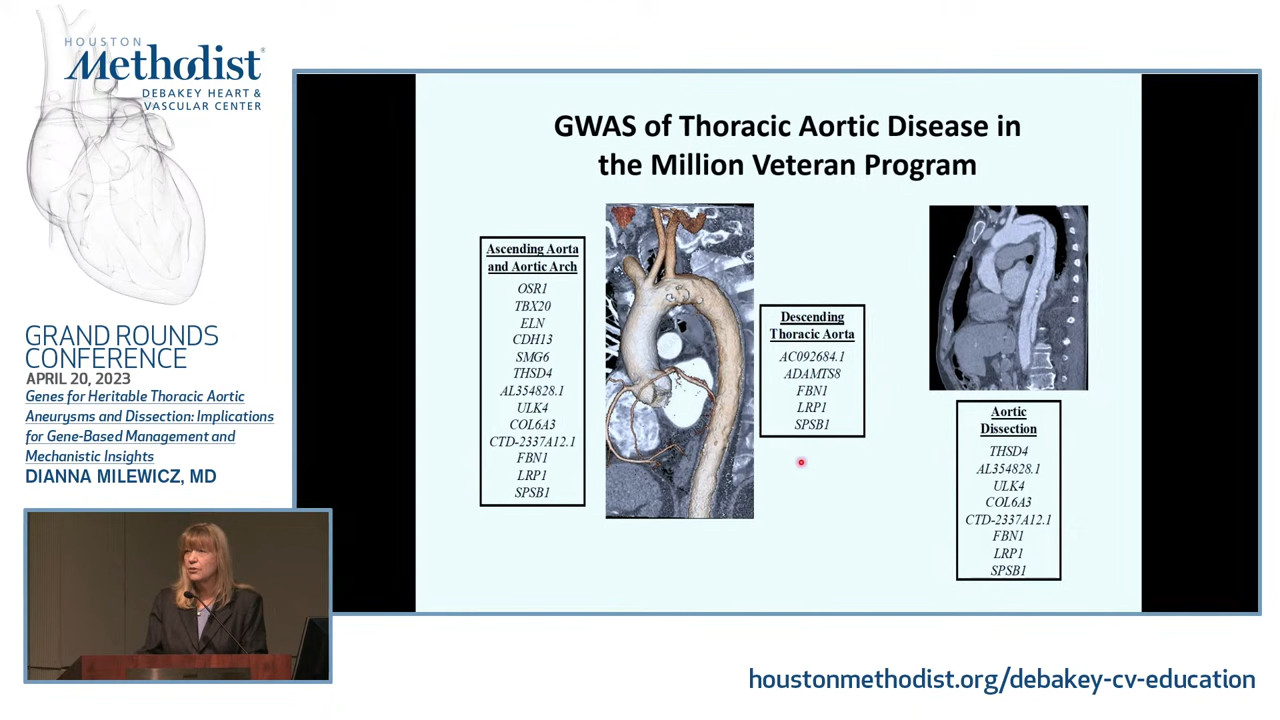 HOUSTON
Methodist®
DEBAKEY HEART &
VASCULAR CENTER
GRAND ROUNDS
CONFERENCE
APRIL 20, 2023
Genes for Heritable Thoracic Aortic
Aneurysms and Dissection: Implications
for Gene-Based Management and
Mechanistic Insights
DIANNA MILEWICZ, MD
GWAS of Thoracic Aortic Disease in
the Million Veteran Program
Ascending Aorta
and Aortic Arch
OSR1
TBX20
ELN
CDH13
SMG6
THSD4
AL354828.1
ULK4
COL6A3
CTD-2337A12.1
FBN1
LRP1
SPSB1
Descending
Thoracic Aorta
AC092684.1
ADAMTS8
FBN1
LRP1
SPSB1
Aortic
Dissection
THSD4
AL354828.1
ULK4
COL6A3
CTD-2337A12.1
FBN1
LRP1
SPSB1
houstonmethodist.org/debakey-cv-education